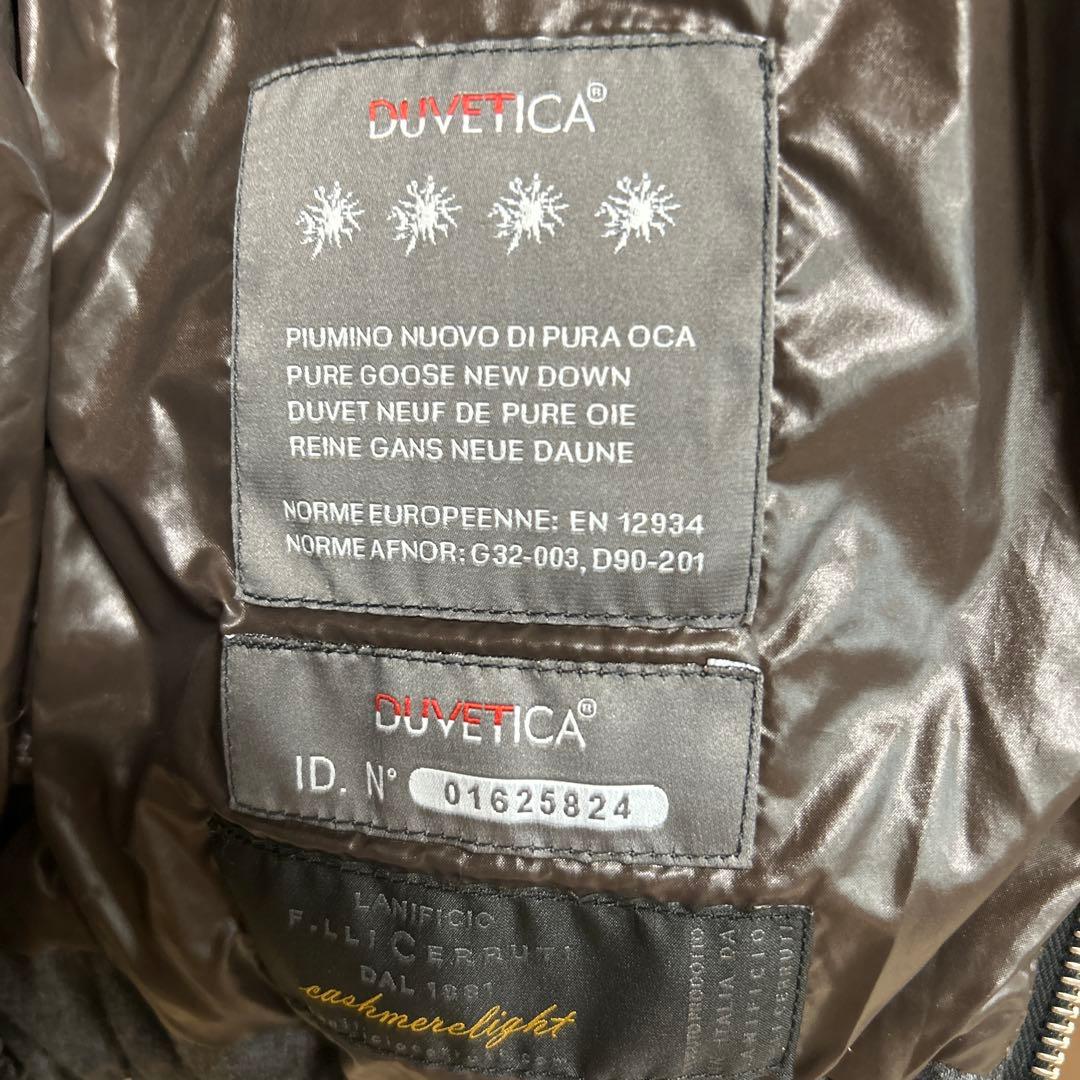 DUVETICA®
PIUMINO NUOVO DI PURA OCA
PURE GOOSE NEW DOWN
DUVET NEUF DE PURE OIE
REINE GANS NEUE DAUNE
NORME EUROPEENNE: EN 12934
NORME AFNOR: G32-003, D90-201
DUVETICA®
ID. N° 01625824
LANIFICIO
F.LLI CERRUTI
DAL 1881
cashmerelight
ITALIA DA